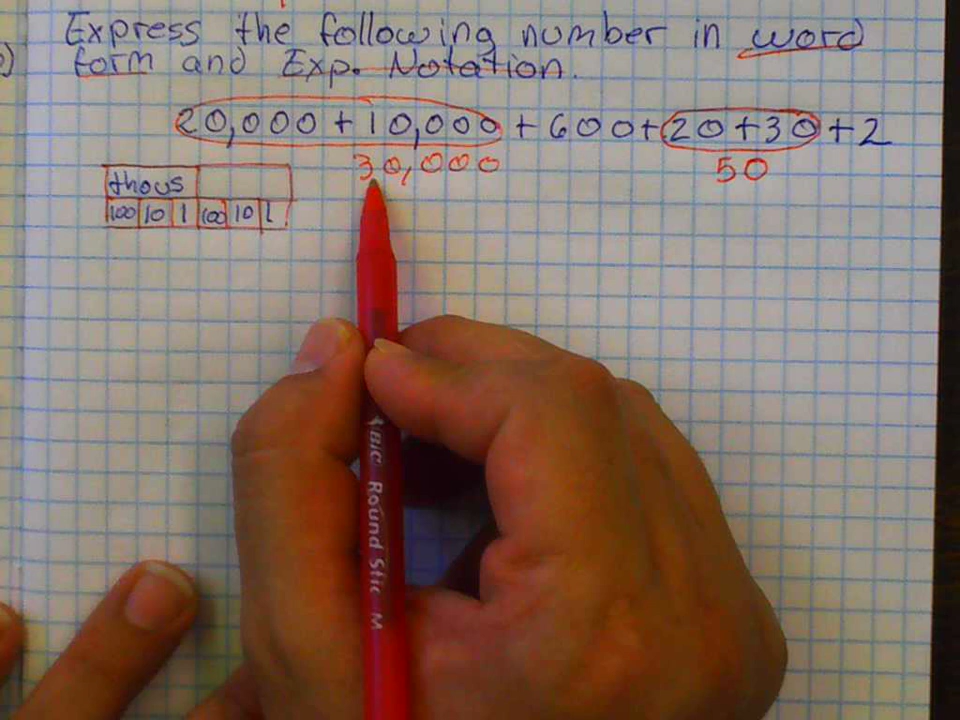 Express the following number in word
) form and Exp. Notation.
20,000 + 10,000 + 600 + 20 + 30 + 2
30,000 50
thous
100 10 1 100 10 1
BIC Round Stic M